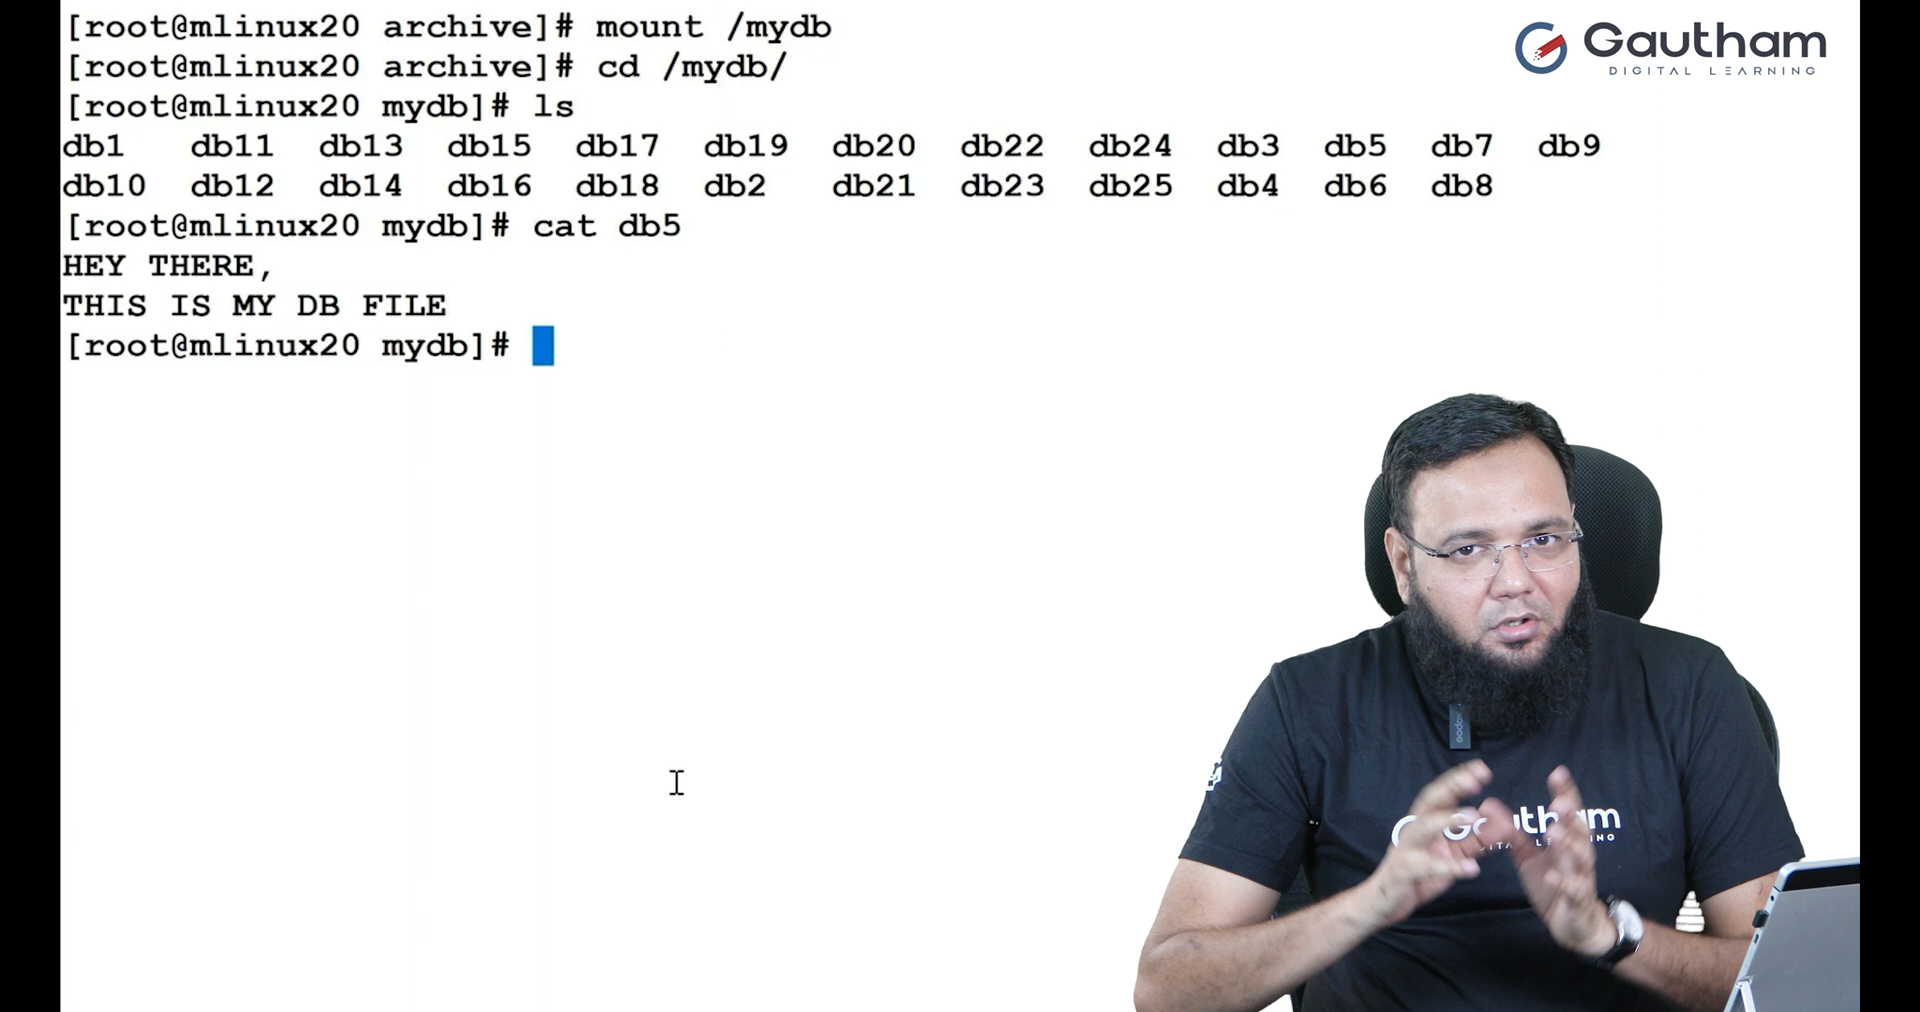 [root@mlinux20 archive]# mount /mydb
[root@mlinux20 archive]# cd /mydb/
[root@mlinux20 mydb]# ls
db1 db11 db13 db15 db17 db19 db20 db22 db24 db3 db5 db7 db9
db10 db12 db14 db16 db18 db2 db21 db23 db25 db4 db6 db8
[root@mlinux20 mydb]# cat db5
HEY THERE,
THIS IS MY DB FILE
[root@mlinux20 mydb]#
Gautham
DIGITAL LEARNING
Godox